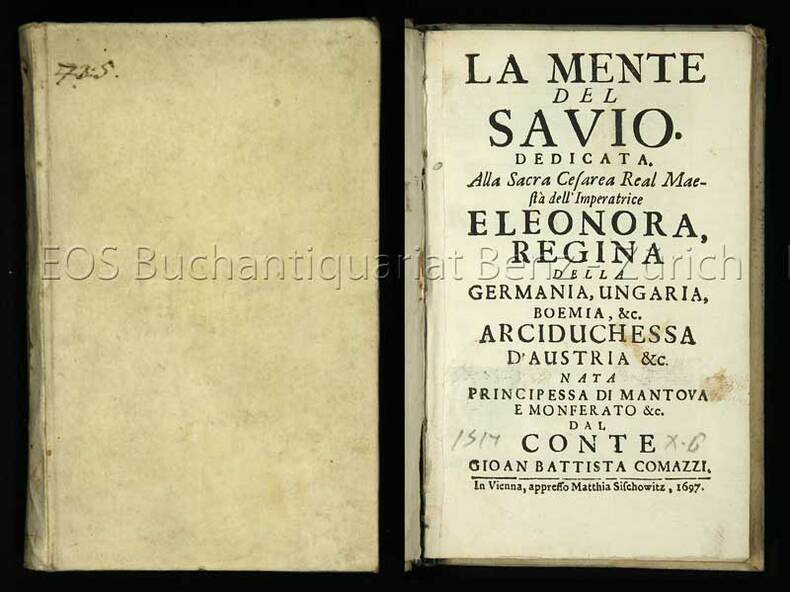 735.
LA MENTE
DEL
SAVIO.
DEDICATA.
Alla Sacra Ceſarea Real Mae-
ſtà dell'Imperatrice
ELEONORA,
REGINA
DELLA
GERMANIA, UNGARIA,
BOEMIA, &c.
ARCIDUCHESSA
D'AUSTRIA &c.
NATA
PRINCIPESSA DI MANTOVA
E MONFERATO &c.
DAL
CONTE
GIOAN BATTISTA COMAZZI.
In Vienna, appreſſo Matthia Siſchowitz, 1697.
EOS Buchantiquariat Benz - Zürich